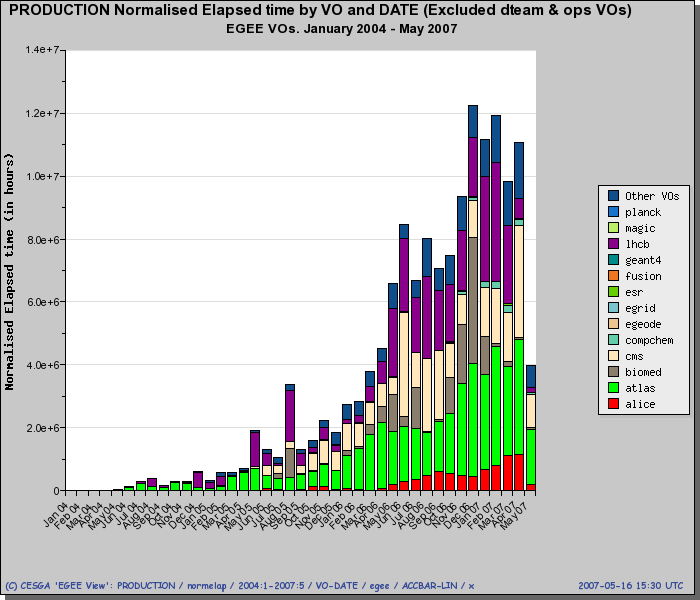 PRODUCTION Normalised Elapsed time by VO and DATE (Excluded dteam & ops VOs)
EGEE VOs. January 2004 - May 2007
Normalised Elapsed time (in hours)
1.4e+7
1.2e+7
1.0e+7
8.0e+6
6.0e+6
4.0e+6
2.0e+6
0
Jan 04
Feb 04
Mar.04
Apr 04
May.04
Jun 04
Jul 04
Aug.04
Sep.04
Oct 04
Nov.04
Dec 04
Jan 05
Feb 05
Mar.05
Apr 05
May.05
Jun 05
Jul 05
Aug.05
Sep.05
Oct 05
Nov.05
Dec 05
Jan 06
Feb 06
Mar.06
Apr 06
May.06
Jun 06
Jul 06
Aug.06
Sep.06
Oct 06
Nov.06
Dec 06
Jan 07
Feb 07
Mar.07
Apr 07
May.07
Other VOs
planck
magic
lhcb
geant4
fusion
esr
egrid
egeode
compchem
cms
biomed
atlas
alice
(C) CESGA 'EGEE View': PRODUCTION / normelap / 2004:1-2007:5 / VO-DATE / egee / ACCBAR-LIN / x
2007-05-16 15:30 UTC